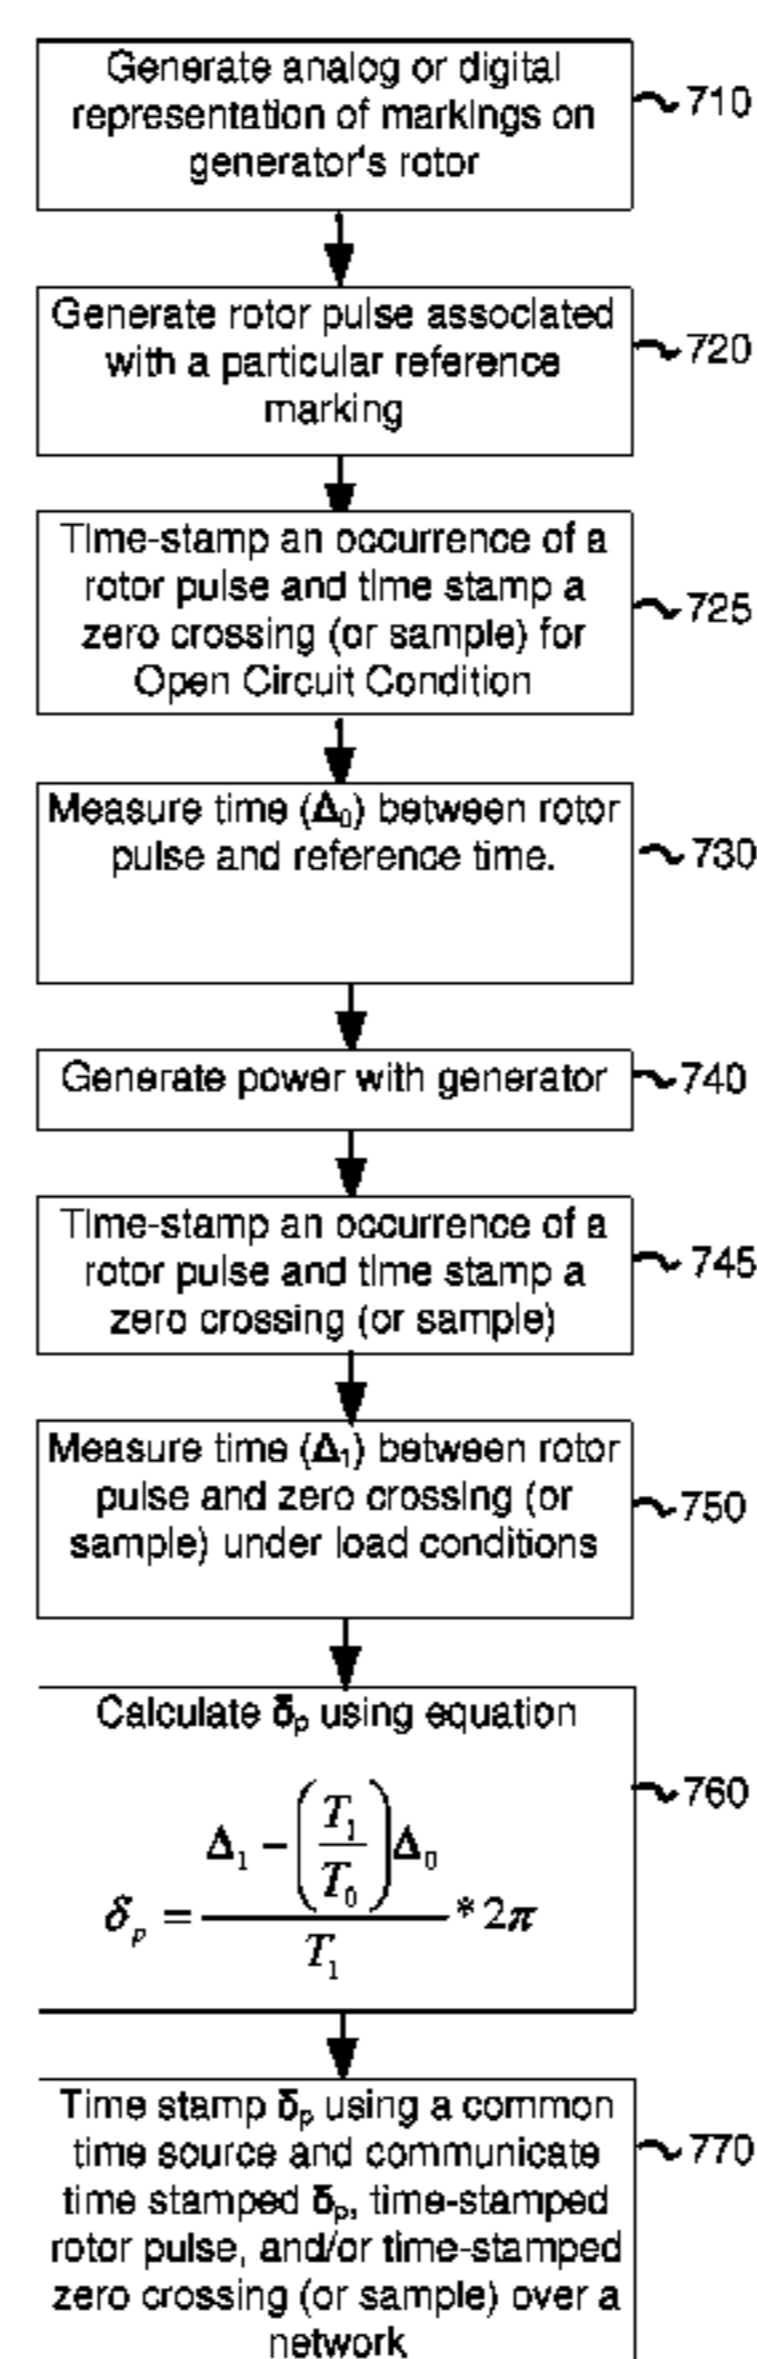 Generate analog or digital
representation of markings on
generator's rotor
710
Generate rotor pulse associated
with a particular reference
marking
720
Time-stamp an occurrence of a
rotor pulse and time stamp a
zero crossing (or sample) for
Open Circuit Condition
725
Measure time (Δ₀) between rotor
pulse and reference time.
730
Generate power with generator
740
Time-stamp an occurrence of a
rotor pulse and time stamp a
zero crossing (or sample)
745
Measure time (Δ₁) between rotor
pulse and zero crossing (or
sample) under load conditions
750
Calculate δₚ using equation
δₚ = (Δ₁ − (T₁/T₀)Δ₀)/T₁ * 2π
760
Time stamp δₚ using a common
time source and communicate
time stamped δₚ, time-stamped
rotor pulse, and/or time-stamped
zero crossing (or sample) over a
network
770